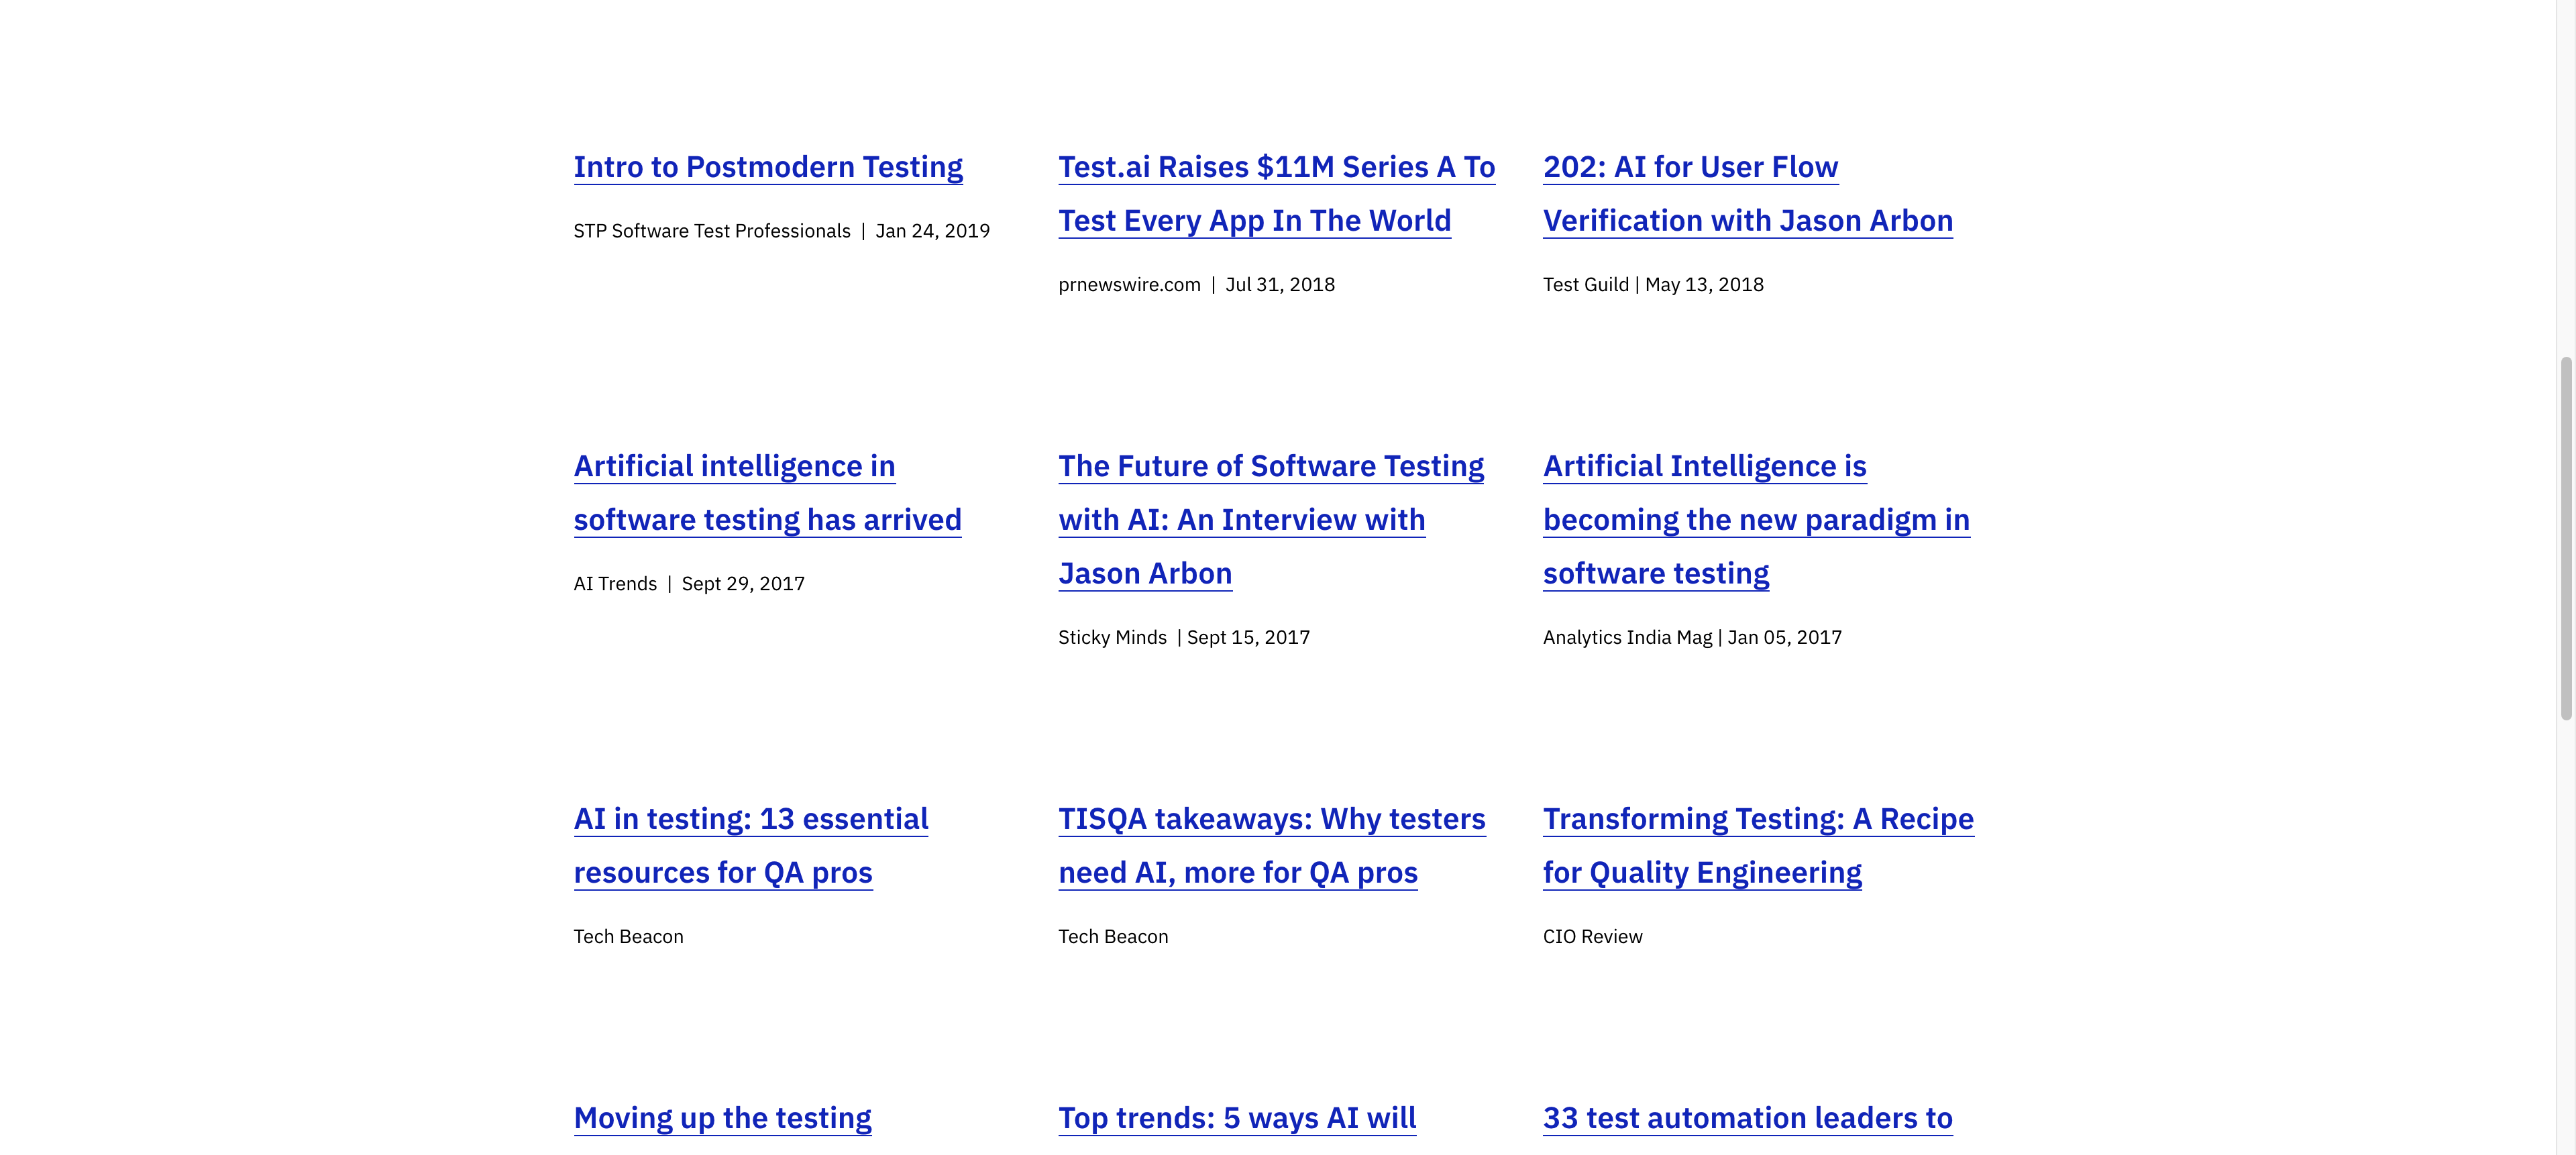 Intro to Postmodern Testing
STP Software Test Professionals | Jan 24, 2019
Test.ai Raises $11M Series A To
Test Every App In The World
prnewswire.com | Jul 31, 2018
202: AI for User Flow
Verification with Jason Arbon
Test Guild | May 13, 2018
Artificial intelligence in
software testing has arrived
AI Trends | Sept 29, 2017
The Future of Software Testing
with AI: An Interview with
Jason Arbon
Sticky Minds | Sept 15, 2017
Artificial Intelligence is
becoming the new paradigm in
software testing
Analytics India Mag | Jan 05, 2017
AI in testing: 13 essential
resources for QA pros
Tech Beacon
TISQA takeaways: Why testers
need AI, more for QA pros
Tech Beacon
Transforming Testing: A Recipe
for Quality Engineering
CIO Review
Moving up the testing
Top trends: 5 ways AI will
33 test automation leaders to